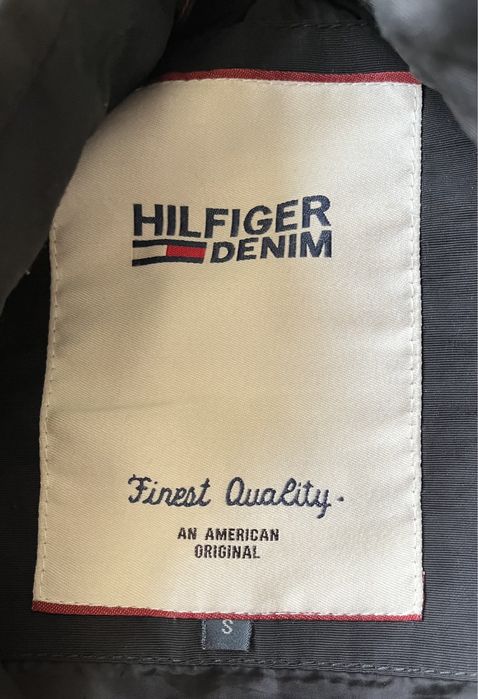 HILFIGER
DENIM
Finest Quality.
AN AMERICAN
ORIGINAL
S